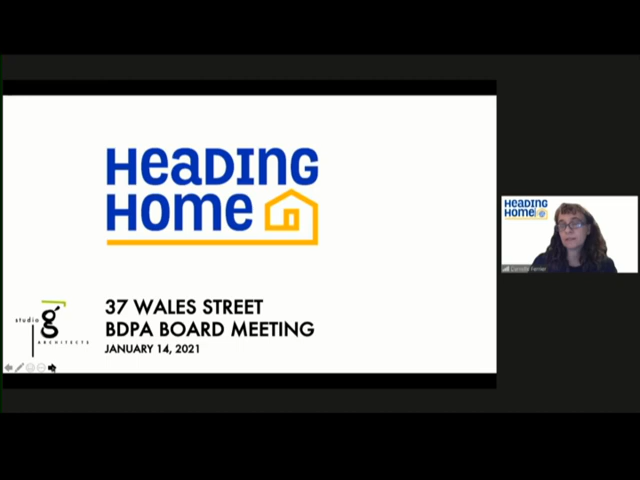 HEADING
HOME
37 WALES STREET
BDPA BOARD MEETING
JANUARY 14, 2021
studio
g
ARCHITECTS
HEADING
HOME